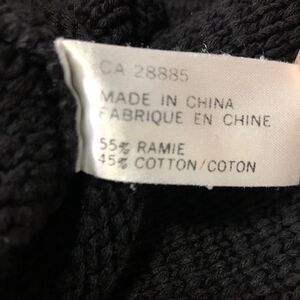 CA 28885
MADE IN CHINA
FABRIQUE EN CHINE
55% RAMIE
45% COTTON/COTON